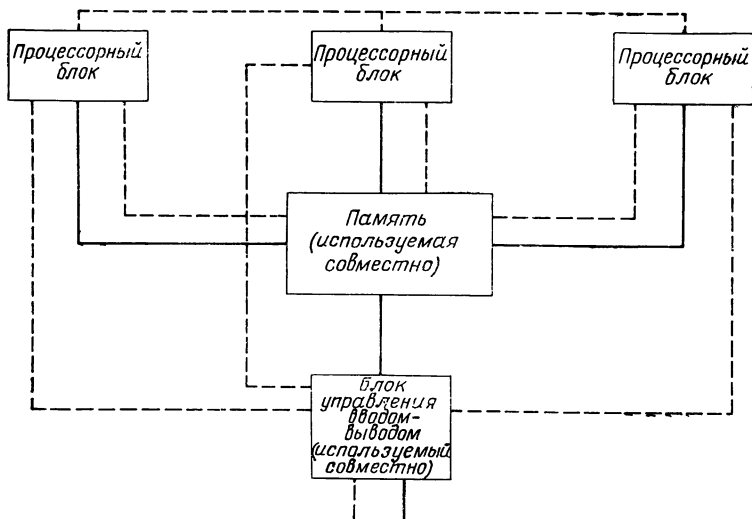 Процессорный
блок
Процессорный
блок
Процессорный
блок
Память
(используемая
совместно)
Блок
управления
вводом-
выводом
(используемый
совместно)